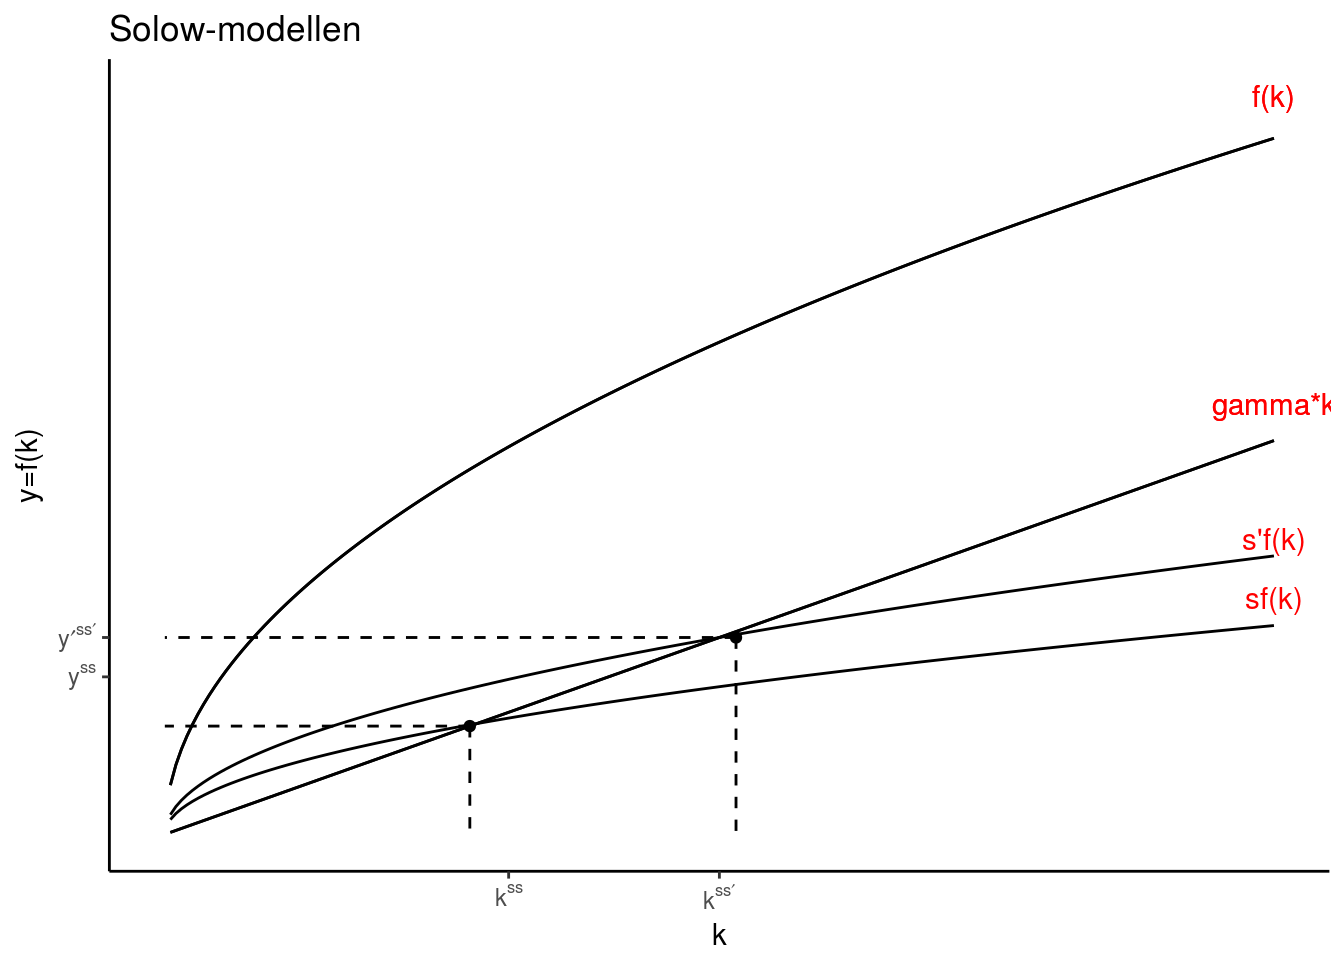 Solow-modellen
f(k)
gamma*k
s'f(k)
sf(k)
y=f(k)
y′ss′
yss
kss
kss′
k